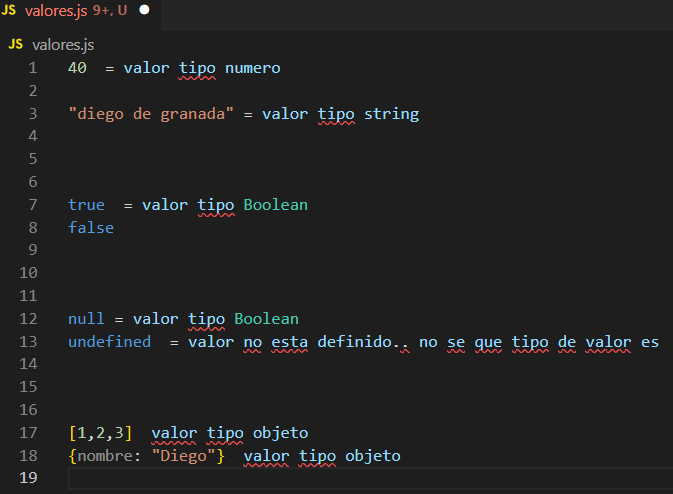 JS valores.js 9+, U
JS valores.js
1 40  = valor tipo numero
2
3 "diego de granada" = valor tipo string
4
5
6
7 true  = valor tipo Boolean
8 false
9
10
11
12 null = valor tipo Boolean
13 undefined  = valor no esta definido.. no se que tipo de valor es
14
15
16
17 [1,2,3]  valor tipo objeto
18 {nombre: "Diego"}  valor tipo objeto
19